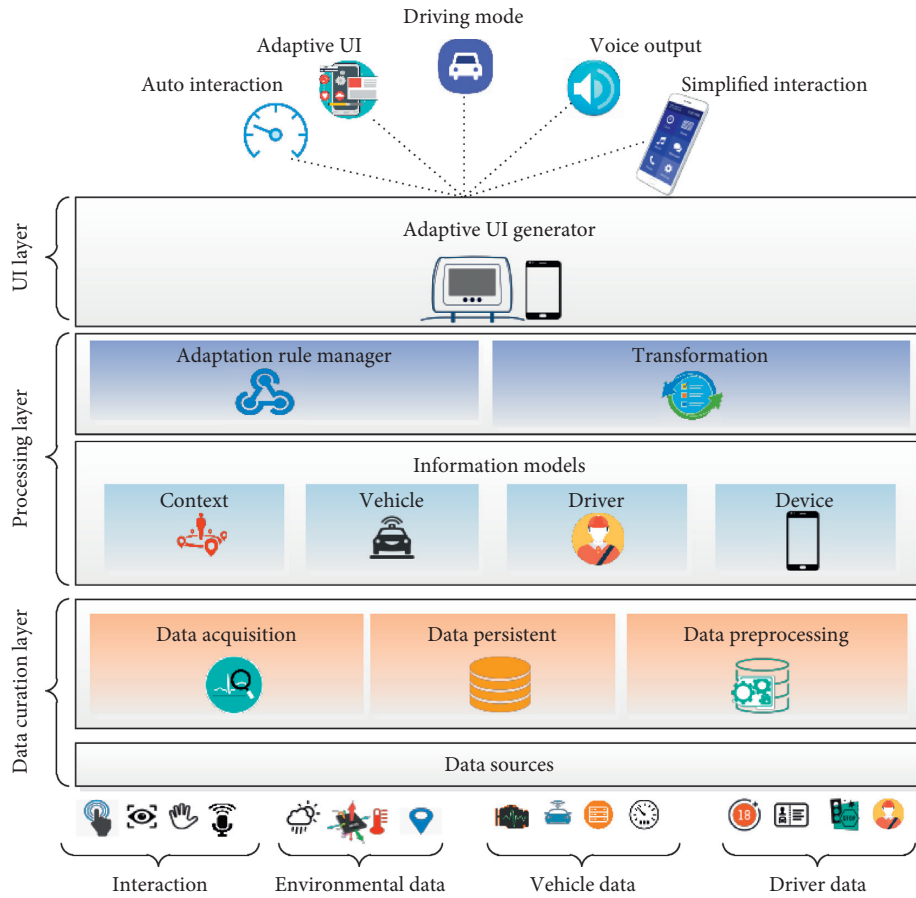 Driving mode
Adaptive UI
Voice output
Auto interaction
Simplified interaction
UI layer
Adaptive UI generator
Processing layer
Adaptation rule manager
Transformation
Information models
Context
Vehicle
Driver
Device
Data curation layer
Data acquisition
Data persistent
Data preprocessing
Data sources
18
Interaction
Environmental data
Vehicle data
Driver data